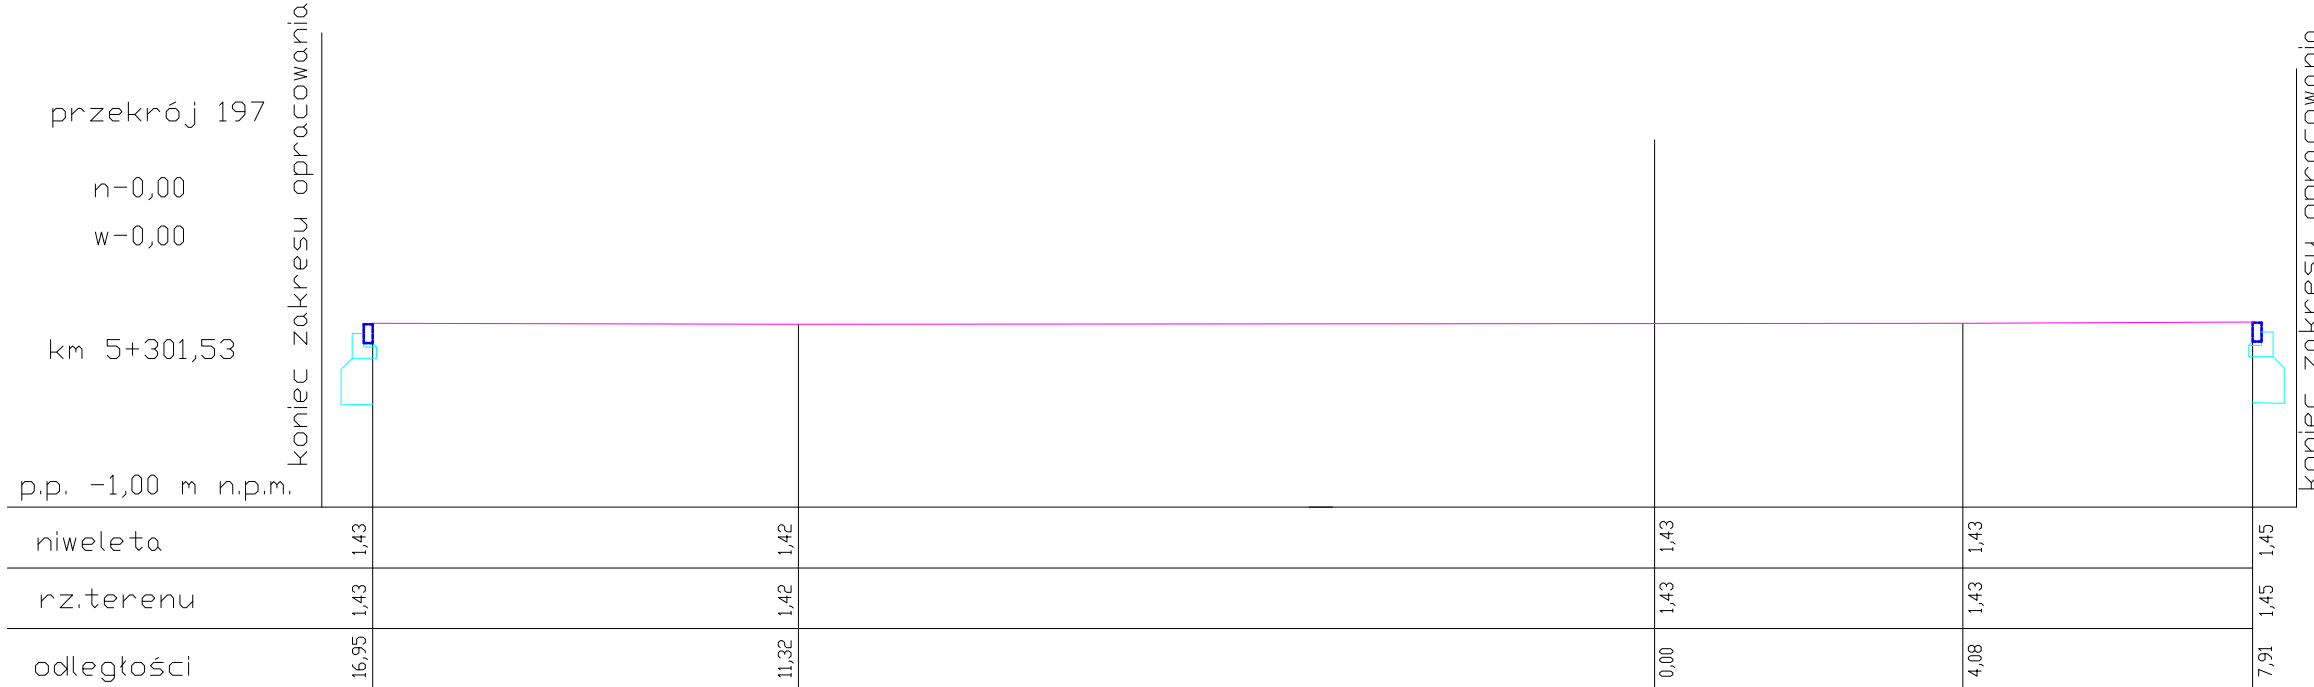 przekrój 197
n-0,00
w-0,00
km 5+301,53
p.p. -1,00 m n.p.m.
koniec zakresu opracowania
koniec zakresu opracowania
niweleta 1,43 1,42 1,43 1,43 1,45
rz.terenu 1,43 1,42 1,43 1,43 1,45
odległości 16,95 11,32 0,00 4,08 7,91